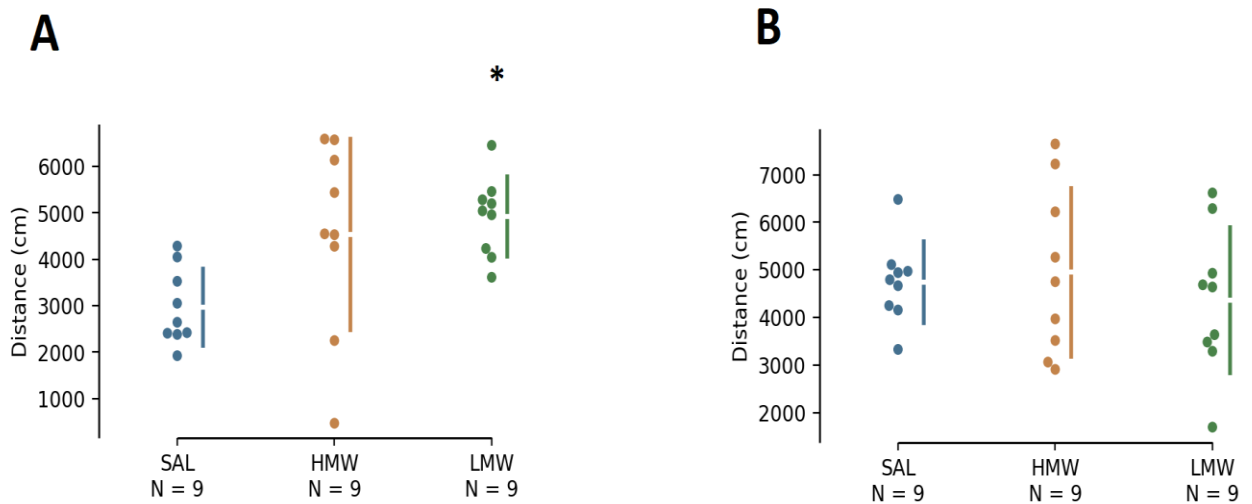 A
*
Distance (cm)
6000
5000
4000
3000
2000
1000
SAL HMW LMW
N = 9 N = 9 N = 9
B
Distance (cm)
7000
6000
5000
4000
3000
2000
SAL HMW LMW
N = 9 N = 9 N = 9